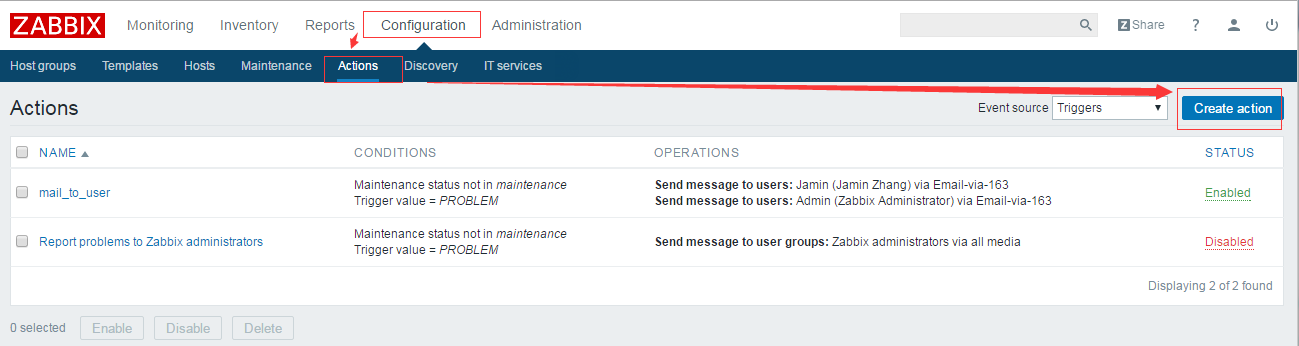 ZABBIX Monitoring Inventory Reports Configuration Administration Z Share ?
Host groups Templates Hosts Maintenance Actions Discovery IT services
Actions Event source Triggers Create action
NAME CONDITIONS OPERATIONS STATUS
mail_to_user Maintenance status not in maintenance Send message to users: Jamin (Jamin Zhang) via Email-via-163 Enabled
Trigger value = PROBLEM Send message to users: Admin (Zabbix Administrator) via Email-via-163
Report problems to Zabbix administrators Maintenance status not in maintenance Send message to user groups: Zabbix administrators via all media Disabled
Trigger value = PROBLEM
Displaying 2 of 2 found
0 selected Enable Disable Delete